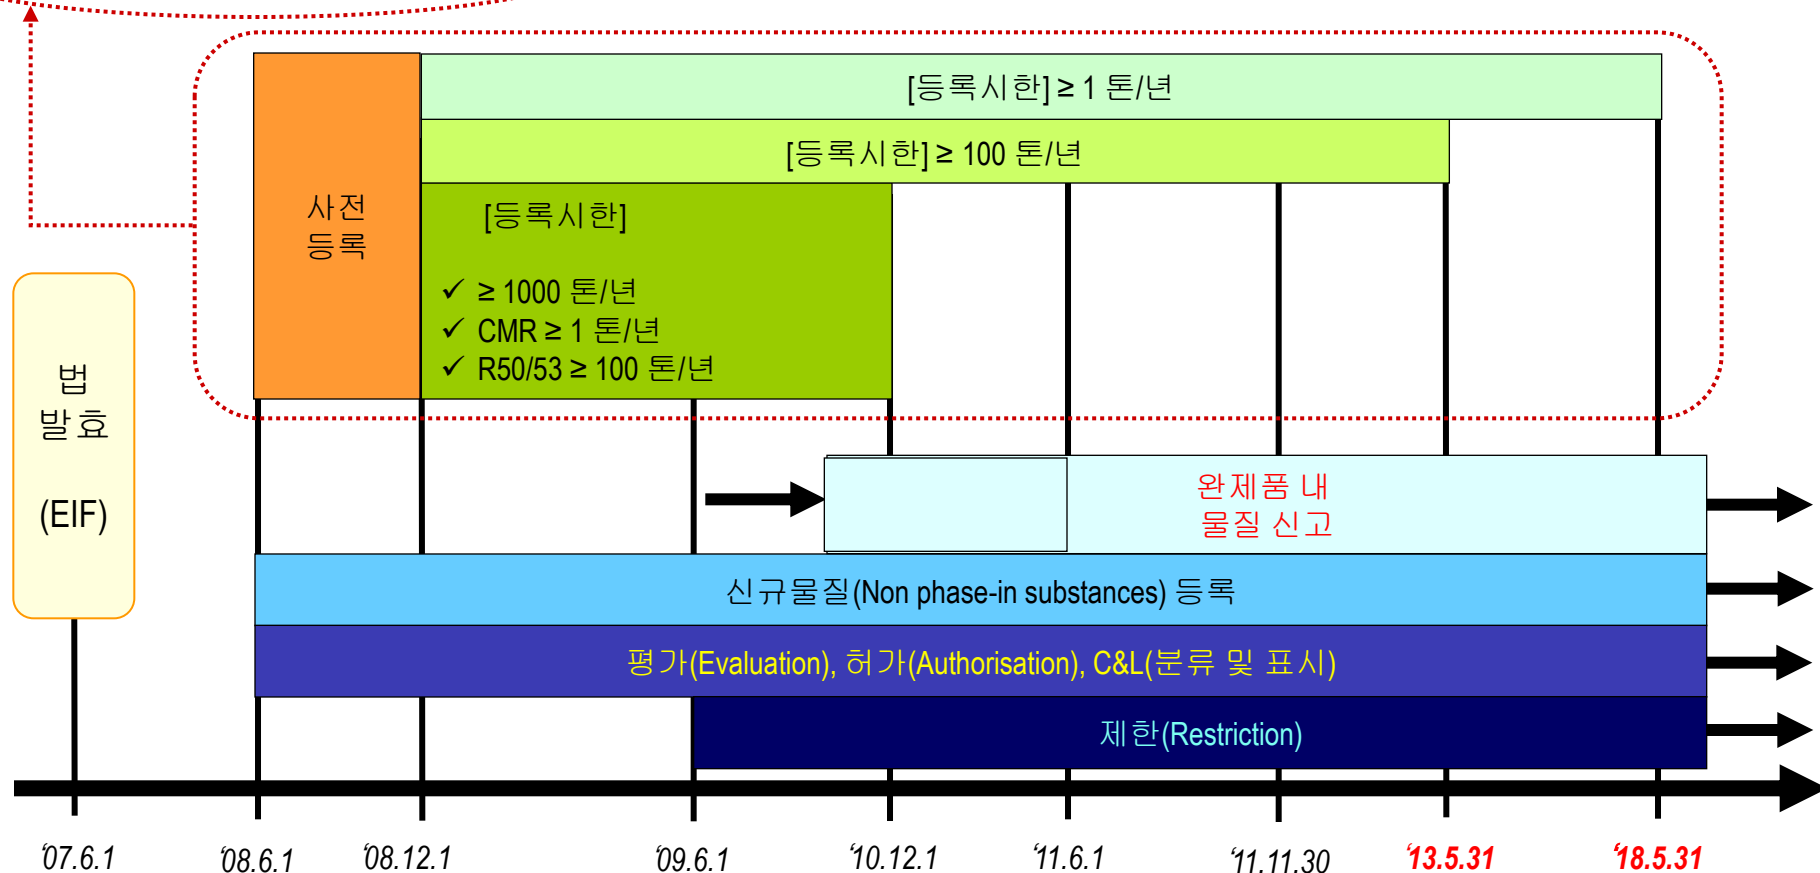 [등록시한] ≥ 1 톤/년
[등록시한] ≥ 100 톤/년
사전
등록
[등록시한]
✓ ≥ 1000 톤/년
✓ CMR ≥ 1 톤/년
✓ R50/53 ≥ 100 톤/년
법
발효
(EIF)
완제품 내
물질 신고
신규물질(Non phase-in substances) 등록
평가(Evaluation), 허가(Authorisation), C&L(분류 및 표시)
제한(Restriction)
‘07.6.1
‘08.6.1
‘08.12.1
‘09.6.1
‘10.12.1
‘11.6.1
‘11.11.30
‘13.5.31
‘18.5.31